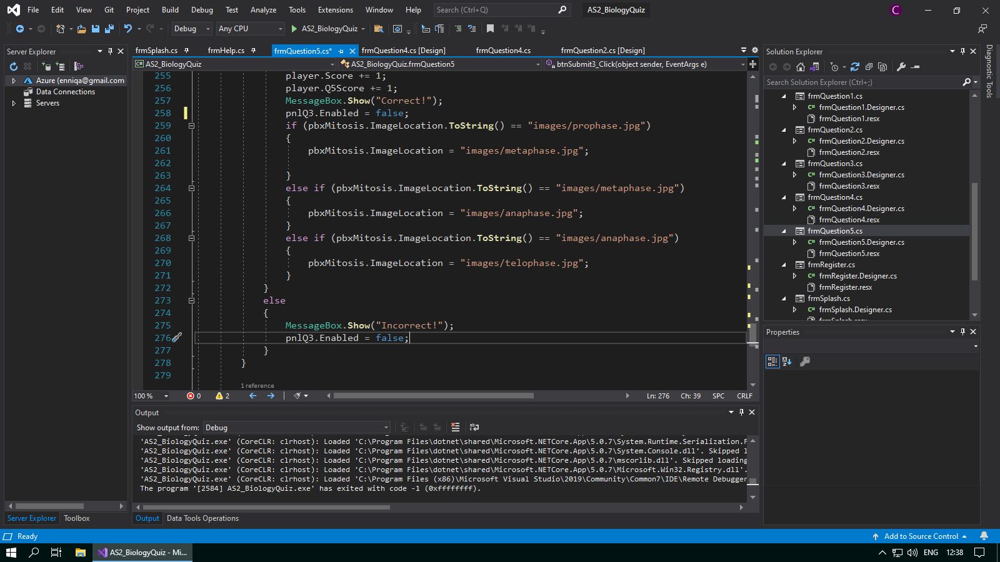 File Edit View Git Project Build Debug Test Analyze Tools Extensions Window Help Search (Ctrl+Q) AS2_BiologyQuiz C
Debug Any CPU AS2_BiologyQuiz
Server Explorer
Azure (enniqa@gmail.com
Data Connections
Servers
Server Explorer Toolbox
frmSplash.cs frmHelp.cs frmQuestion5.cs* frmQuestion4.cs [Design] frmQuestion4.cs frmQuestion2.cs [Design]
C# AS2_BiologyQuiz AS2_BiologyQuiz.frmQuestion5 btnSubmit3_Click(object sender, EventArgs e)
255 player.Score += 1;
256 player.Q5Score += 1;
257 MessageBox.Show("Correct!");
258 pnlQ3.Enabled = false;
259 if (pbxMitosis.ImageLocation.ToString() == "images/prophase.jpg")
260 {
261 pbxMitosis.ImageLocation = "images/metaphase.jpg";
262
263 }
264 else if (pbxMitosis.ImageLocation.ToString() == "images/metaphase.jpg")
265 {
266 pbxMitosis.ImageLocation = "images/anaphase.jpg";
267 }
268 else if (pbxMitosis.ImageLocation.ToString() == "images/anaphase.jpg")
269 {
270 pbxMitosis.ImageLocation = "images/telophase.jpg";
271 }
272 }
273 else
274 {
275 MessageBox.Show("Incorrect!");
276 pnlQ3.Enabled = false;
277 }
278 }
279
1 reference
100 % 0 2 Ln: 276 Ch: 39 SPC CRLF
Output
Show output from: Debug
'AS2_BiologyQuiz.exe' (CoreCLR: clrhost): Loaded 'C:\Program Files\dotnet\shared\Microsoft.NETCore.App\5.0.7\System.Runtime.Serialization.F
'AS2_BiologyQuiz.exe' (CoreCLR: clrhost): Loaded 'C:\Program Files\dotnet\shared\Microsoft.NETCore.App\5.0.7\System.Console.dll'. Skipped l
'AS2_BiologyQuiz.exe' (CoreCLR: clrhost): Loaded 'C:\Program Files\dotnet\shared\Microsoft.NETCore.App\5.0.7\mscorlib.dll'. Skipped loading
'AS2_BiologyQuiz.exe' (CoreCLR: clrhost): Loaded 'C:\Program Files\dotnet\shared\Microsoft.NETCore.App\5.0.7\Microsoft.Win32.Registry.dll'.
'AS2_BiologyQuiz.exe' (CoreCLR: clrhost): Loaded 'C:\Program Files (x86)\Microsoft Visual Studio\2019\Community\Common7\IDE\Remote Debugger
The program '[2584] AS2_BiologyQuiz.exe' has exited with code -1 (0xffffffff).
Output Data Tools Operations
Solution Explorer
Search Solution Explorer (Ctrl+;)
frmQuestion1.cs
C# frmQuestion1.Designer.cs
frmQuestion1.resx
frmQuestion2.cs
C# frmQuestion2.Designer.cs
frmQuestion2.resx
frmQuestion3.cs
C# frmQuestion3.Designer.cs
frmQuestion3.resx
frmQuestion4.cs
C# frmQuestion4.Designer.cs
frmQuestion4.resx
frmQuestion5.cs
C# frmQuestion5.Designer.cs
frmQuestion5.resx
frmRegister.cs
C# frmRegister.Designer.cs
frmRegister.resx
frmSplash.cs
C# frmSplash.Designer.cs
frmSplash.resx
Properties
Diagnostic Tools
Ready Add to Source Control
AS2_BiologyQuiz - Mi... ENG 12:38